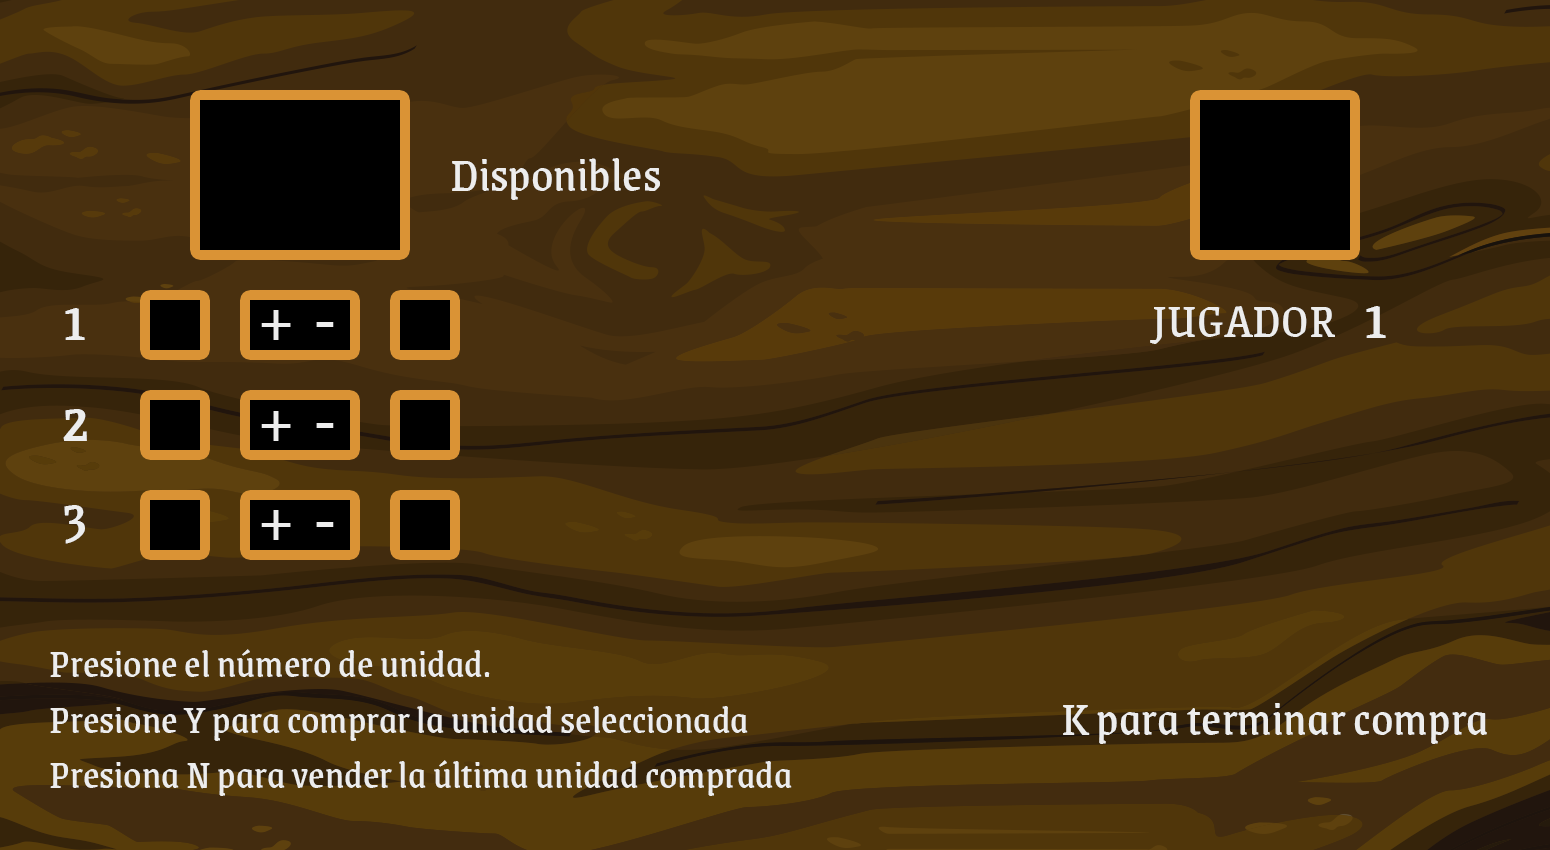 Disponibles
1 + -
JUGADOR 1
2 + -
3 + -
Presione el número de unidad.
Presione Y para comprar la unidad seleccionada
K para terminar compra
Presiona N para vender la última unidad comprada